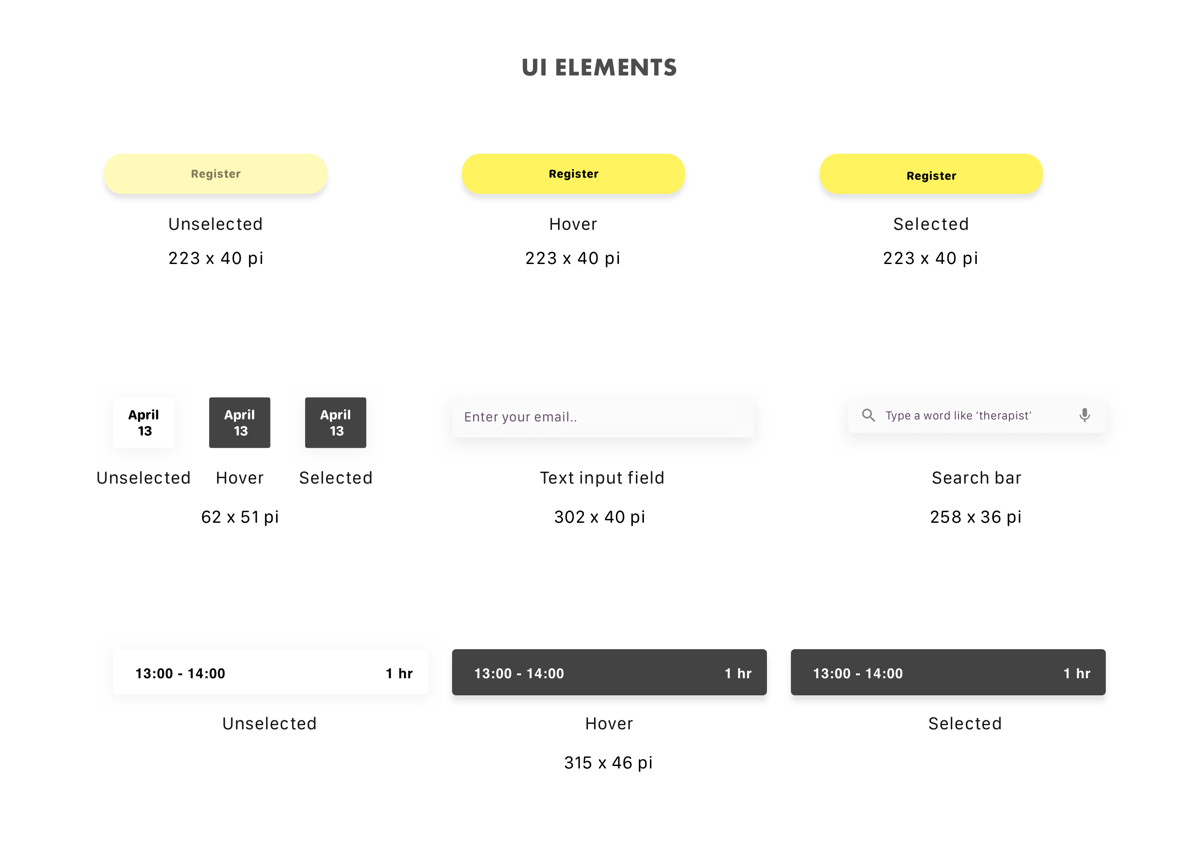 UI ELEMENTS
Register
Register
Register
Unselected
Hover
Selected
223 x 40 pi
223 x 40 pi
223 x 40 pi
April
13
April
13
April
13
Enter your email..
Type a word like ‘therapist’
Unselected
Hover
Selected
Text input field
Search bar
62 x 51 pi
302 x 40 pi
258 x 36 pi
13:00 - 14:00 1 hr
13:00 - 14:00 1 hr
13:00 - 14:00 1 hr
Unselected
Hover
Selected
315 x 46 pi